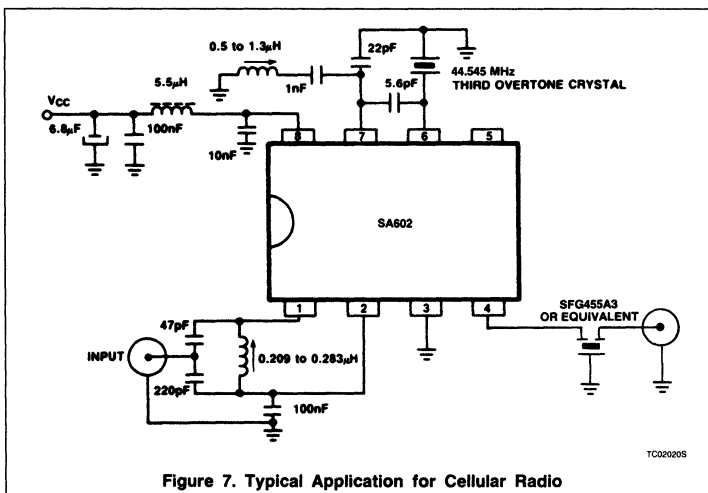 0.5 to 1.3μH
22pF
44.545 MHz
THIRD OVERTONE CRYSTAL
5.5μH
1nF
5.6pF
VCC
6.8μF
100nF
10nF
8
7
6
5
SA602
1
2
3
4
SFG455A3
OR EQUIVALENT
47pF
INPUT
0.209 to 0.283μH
220pF
100nF
TC02020S
Figure 7. Typical Application for Cellular Radio